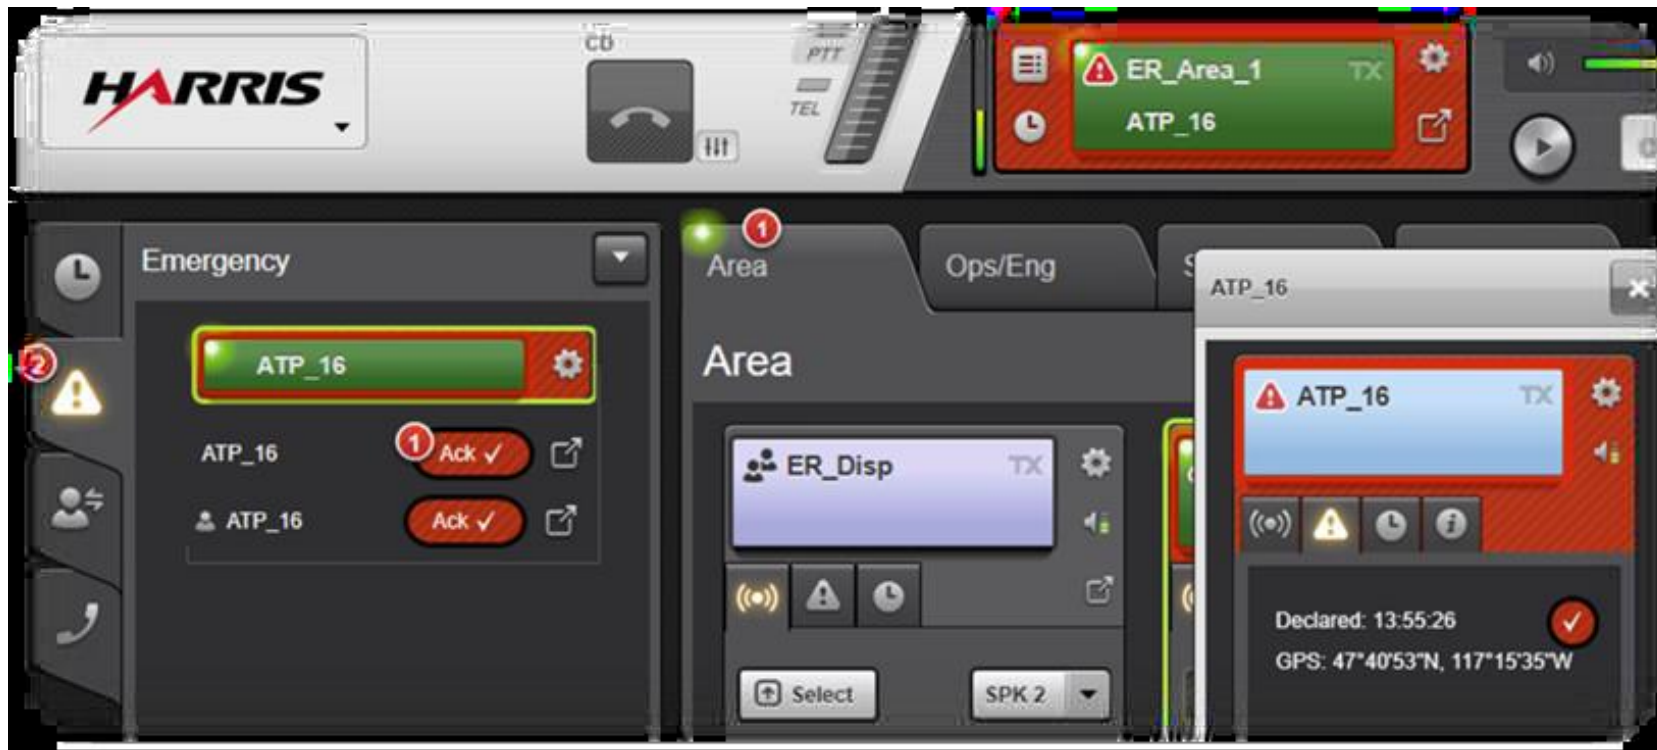 HARRIS
CD
PTT
TEL
ER_Area_1 TX
ATP_16
Emergency
2
ATP_16
ATP_16 1 Ack ✓
ATP_16 Ack ✓
1
Area
Ops/Eng
Area
ER_Disp TX
Select
SPK 2
ATP_16
ATP_16 TX
Declared: 13:55:26
GPS: 47°40'53"N, 117°15'35"W